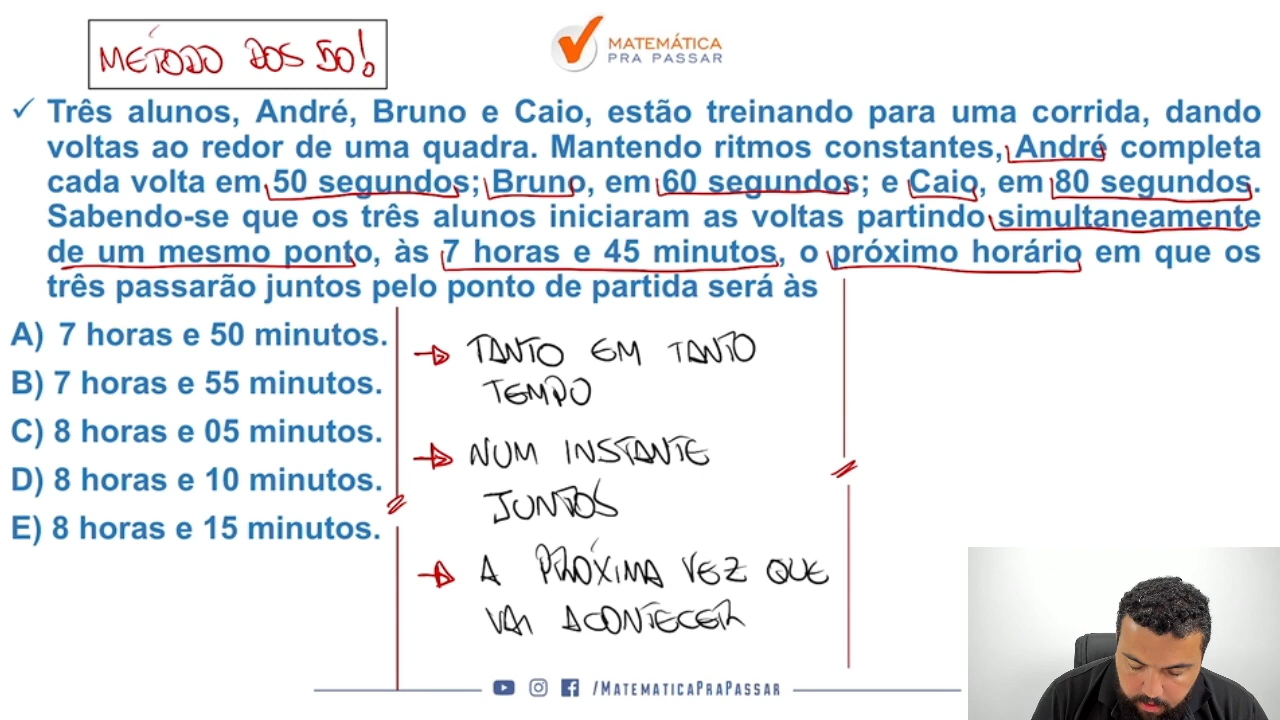 MÉTODO DOS 50!
MATEMÁTICA
PRA PASSAR
✓ Três alunos, André, Bruno e Caio, estão treinando para uma corrida, dando
voltas ao redor de uma quadra. Mantendo ritmos constantes, André completa
cada volta em 50 segundos; Bruno, em 60 segundos; e Caio, em 80 segundos.
Sabendo-se que os três alunos iniciaram as voltas partindo simultaneamente
de um mesmo ponto, às 7 horas e 45 minutos, o próximo horário em que os
três passarão juntos pelo ponto de partida será às
A) 7 horas e 50 minutos.
B) 7 horas e 55 minutos.
C) 8 horas e 05 minutos.
D) 8 horas e 10 minutos.
E) 8 horas e 15 minutos.
→ TANTO EM TANTO
TEMPO
→ NUM INSTANTE
JUNTOS
→ A PRÓXIMA VEZ QUE
VAI ACONTECER
/MATEMATICAPRAPASSAR